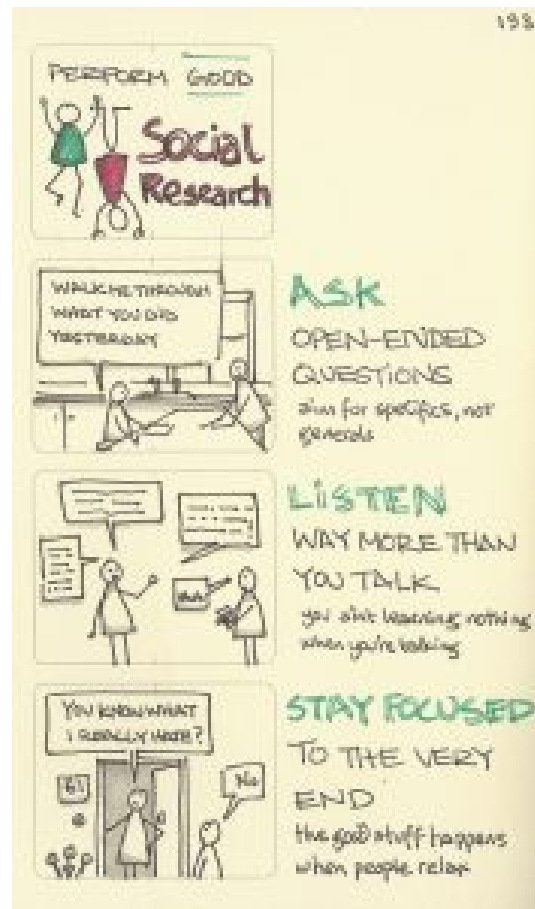 193
PERFORM GOOD
Social
Research
WALK ME THROUGH
WHAT YOU DID
YESTERDAY
ASK
OPEN-ENDED
QUESTIONS
aim for specifics, not
generals
LISTEN
WAY MORE THAN
YOU TALK
you ain't learning nothing
when you're talking
YOU KNOW WHAT
I REALLY HATE?
No
STAY FOCUSED
TO THE VERY
END
the good stuff happens
when people relax